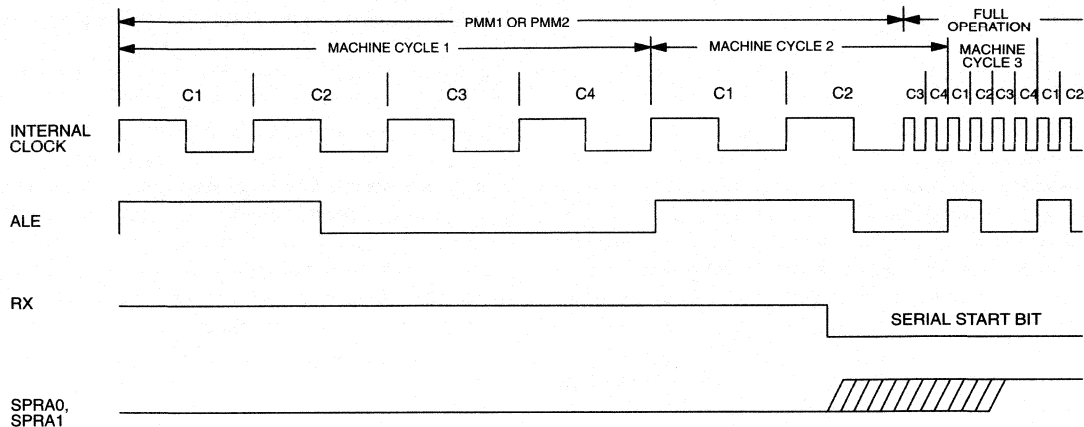 PMM1 OR PMM2
FULL
OPERATION
MACHINE CYCLE 1
MACHINE CYCLE 2
MACHINE
CYCLE 3
C1 C2 C3 C4 C1 C2 C3 C4 C1 C2 C3 C4 C1 C2
INTERNAL
CLOCK
ALE
RX
SERIAL START BIT
SPRA0,
SPRA1